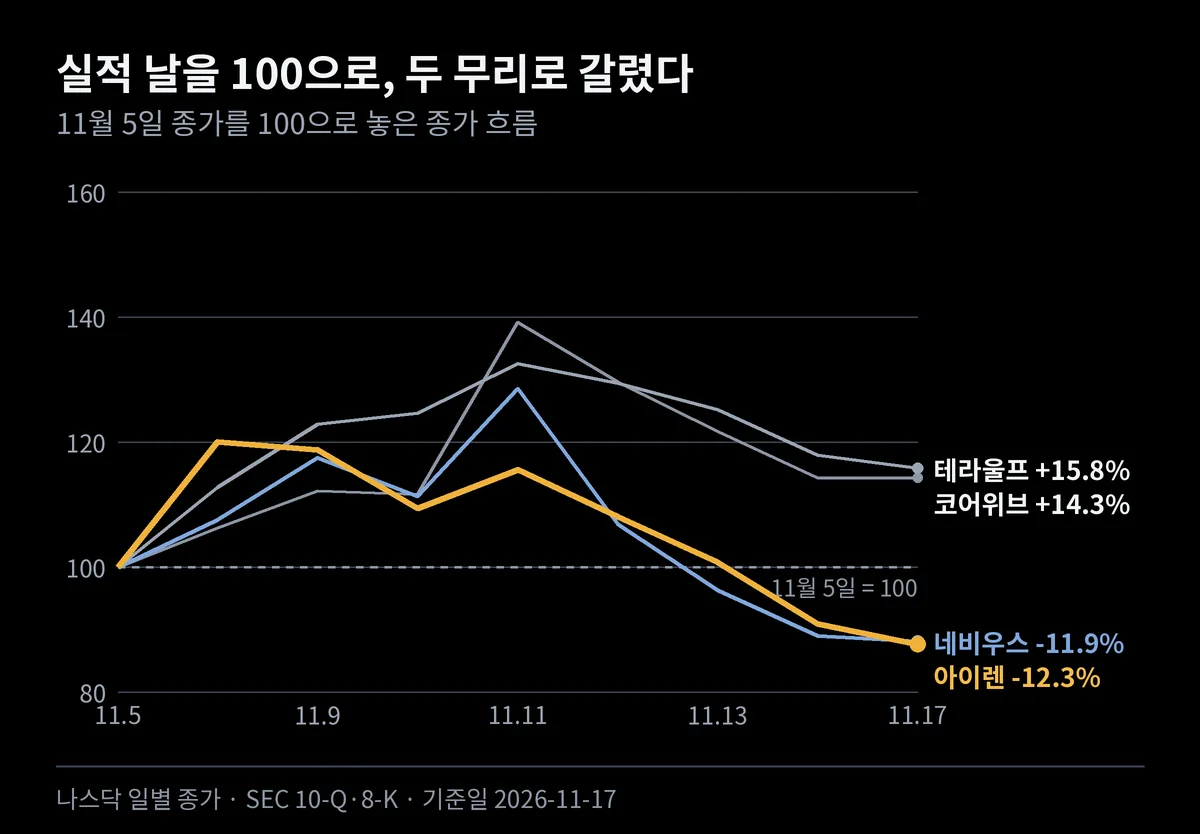 실적 날을 100으로, 두 무리로 갈렸다
11월 5일 종가를 100으로 놓은 종가 흐름
160
140
120
100
80
테라울프 +15.8%
코어위브 +14.3%
11월 5일 = 100
네비우스 -11.9%
아이렌 -12.3%
11.5 11.9 11.11 11.13 11.17
나스닥 일별 종가 · SEC 10-Q·8-K · 기준일 2026-11-17